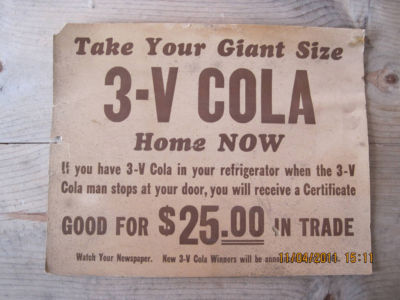 Take Your Giant Size
3-V COLA
Home NOW
If you have 3-V Cola in your refrigerator when the 3-V
Cola man stops at your door, you will receive a Certificate
GOOD FOR $25.00 IN TRADE
Watch Your Newspaper. New 3-V Cola Winners will be
11/04/2011 15:11